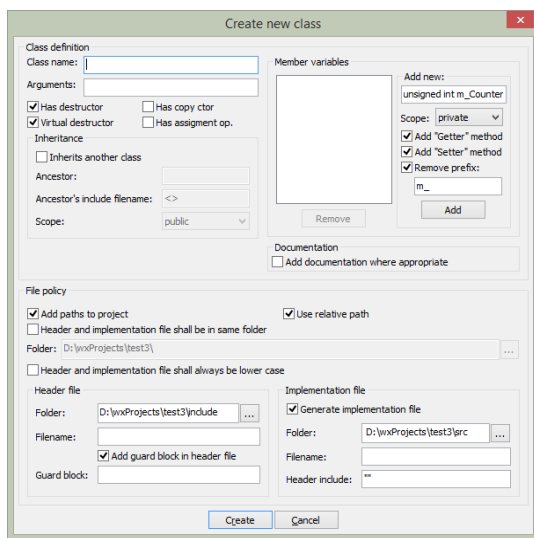 Create new class
Class definition
Class name:
Arguments:
Has destructor Has copy ctor
Virtual destructor Has assigment op.
Inheritance
Inherits another class
Ancestor:
Ancestor's include filename: <>
Scope: public
Member variables
Remove
Add new:
unsigned int m_Counter
Scope: private
Add "Getter" method
Add "Setter" method
Remove prefix:
m_
Add
Documentation
Add documentation where appropriate
File policy
Add paths to project Use relative path
Header and implementation file shall be in same folder
Folder: D:\wxProjects\test3\ ...
Header and implementation file shall always be lower case
Header file
Folder: D:\wxProjects\test3\include ...
Filename:
Add guard block in header file
Guard block:
Implementation file
Generate implementation file
Folder: D:\wxProjects\test3\src ...
Filename:
Header include: ""
Create Cancel